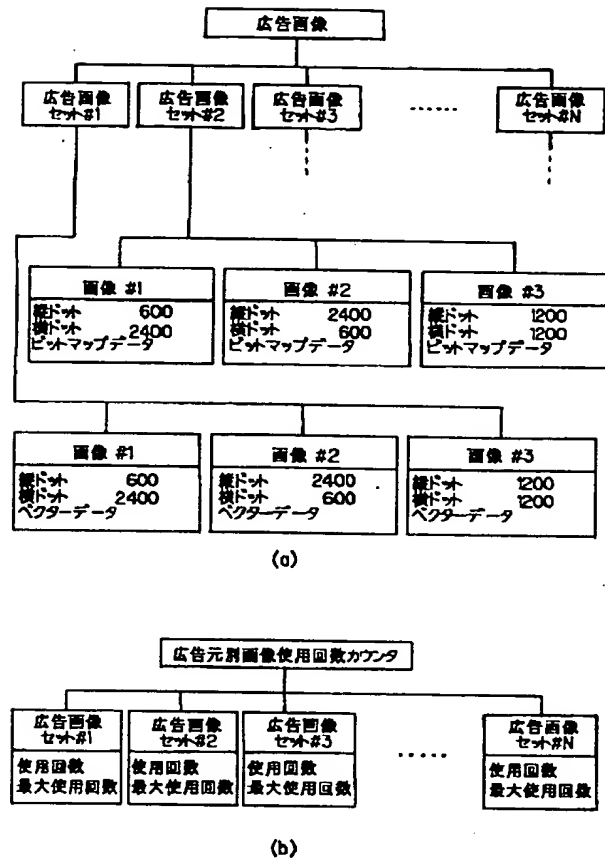 広告画像
広告画像
セット#1
広告画像
セット#2
広告画像
セット#3
広告画像
セット#N
画像 #1
縦ドット 600
横ドット 2400
ビットマップデータ
画像 #2
縦ドット 2400
横ドット 600
ビットマップデータ
画像 #3
縦ドット 1200
横ドット 1200
ビットマップデータ
画像 #1
縦ドット 600
横ドット 2400
ベクターデータ
画像 #2
縦ドット 2400
横ドット 600
ベクターデータ
画像 #3
縦ドット 1200
横ドット 1200
ベクターデータ
(a)
広告元別画像使用回数カウンタ
広告画像
セット#1
使用回数
最大使用回数
広告画像
セット#2
使用回数
最大使用回数
広告画像
セット#3
使用回数
最大使用回数
広告画像
セット#N
使用回数
最大使用回数
(b)